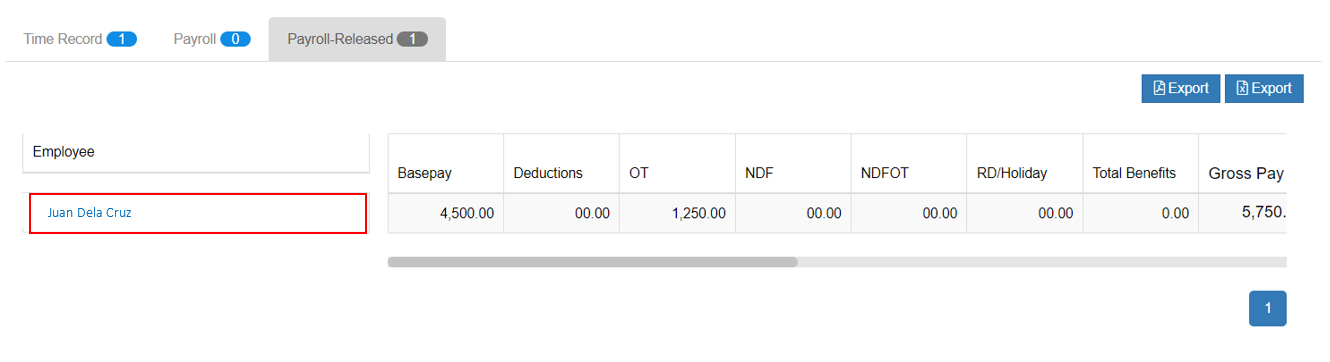 Time Record 1 Payroll 0 Payroll-Released 1
Export Export
Employee
Basepay Deductions OT NDF NDFOT RD/Holiday Total Benefits Gross Pay
Juan Dela Cruz 4,500.00 00.00 1,250.00 00.00 00.00 00.00 0.00 5,750.
1